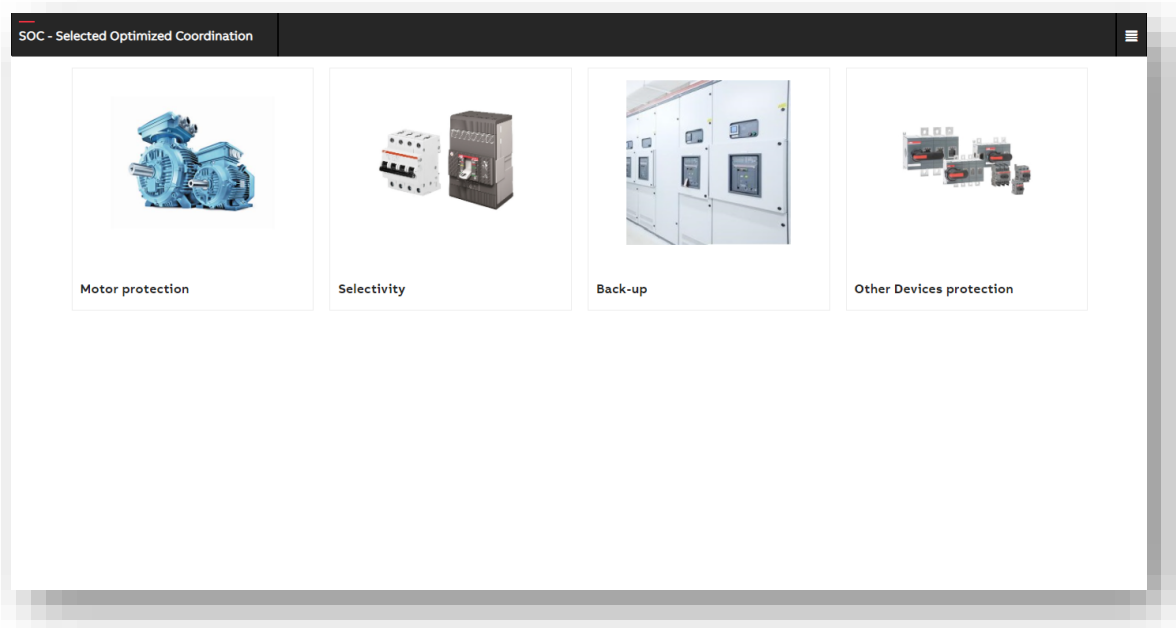 SOC - Selected Optimized Coordination
Motor protection
Selectivity
Back-up
Other Devices protection